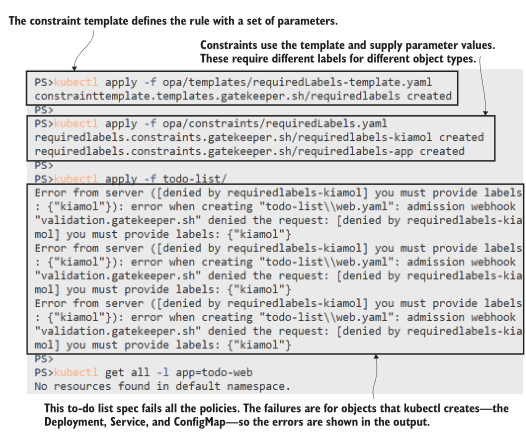 The constraint template defines the rule with a set of parameters.
Constraints use the template and supply parameter values.
These require different labels for different object types.
PS>kubectl apply -f opa/templates/requiredLabels-template.yaml
constrainttemplate.templates.gatekeeper.sh/requiredlabels created
PS>
PS>kubectl apply -f opa/constraints/requiredLabels.yaml
requiredlabels.constraints.gatekeeper.sh/requiredlabels-kiamol created
requiredlabels.constraints.gatekeeper.sh/requiredlabels-app created
PS>
PS>kubectl apply -f todo-list/
Error from server ([denied by requiredlabels-kiamol] you must provide labels
: {"kiamol"}): error when creating "todo-list\\web.yaml": admission webhook
"validation.gatekeeper.sh" denied the request: [denied by requiredlabels-kia
mol] you must provide labels: {"kiamol"}
Error from server ([denied by requiredlabels-kiamol] you must provide labels
: {"kiamol"}): error when creating "todo-list\\web.yaml": admission webhook
"validation.gatekeeper.sh" denied the request: [denied by requiredlabels-kia
mol] you must provide labels: {"kiamol"}
Error from server ([denied by requiredlabels-kiamol] you must provide labels
: {"kiamol"}): error when creating "todo-list\\web.yaml": admission webhook
"validation.gatekeeper.sh" denied the request: [denied by requiredlabels-kia
mol] you must provide labels: {"kiamol"}
PS>
PS>kubectl get all -l app=todo-web
No resources found in default namespace.
This to-do list spec fails all the policies. The failures are for objects that kubectl creates—the
Deployment, Service, and ConfigMap—so the errors are shown in the output.